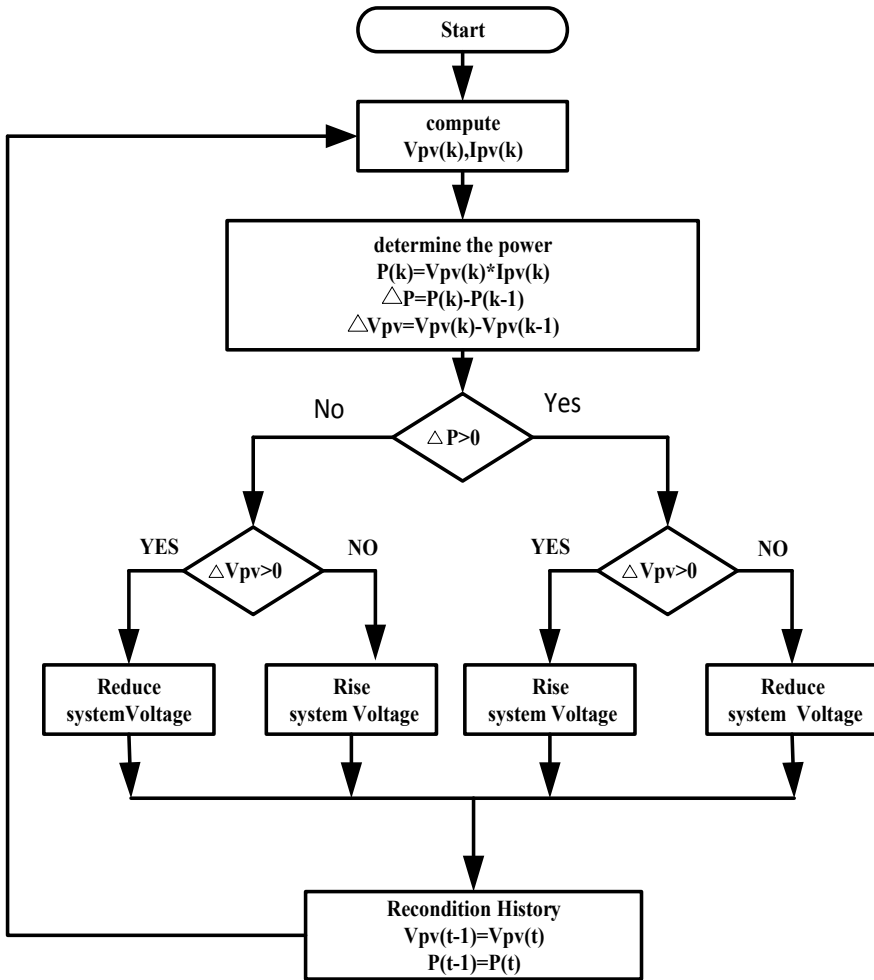 Start
compute
Vpv(k),Ipv(k)
determine the power
P(k)=Vpv(k)*Ipv(k)
△P=P(k)-P(k-1)
△Vpv=Vpv(k)-Vpv(k-1)
No
Yes
△P>0
YES
NO
YES
NO
△Vpv>0
△Vpv>0
Reduce
systemVoltage
Rise
system Voltage
Rise
system Voltage
Reduce
system Voltage
Recondition History
Vpv(t-1)=Vpv(t)
P(t-1)=P(t)